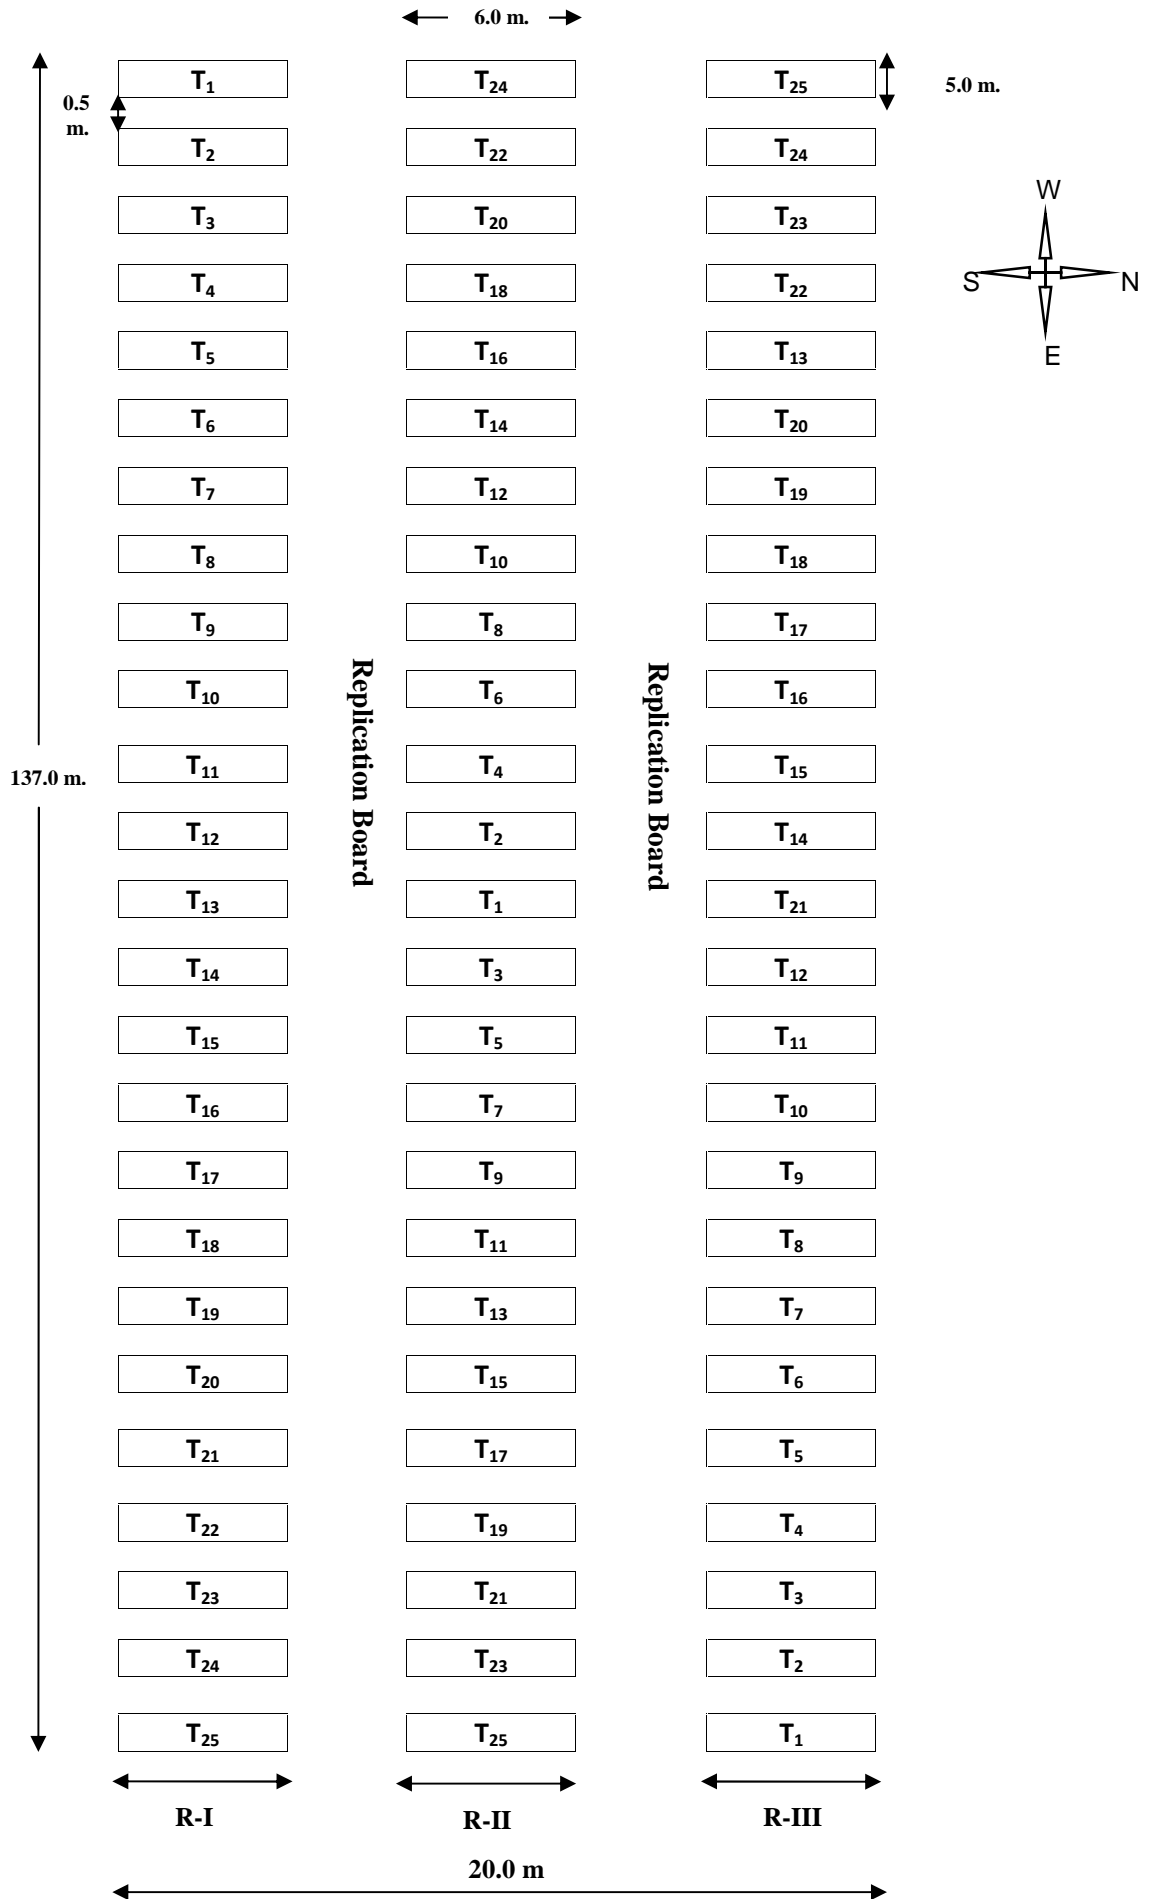 6.0 m.
T₁ T₂₄ T₂₅
5.0 m.
0.5
m.
T₂ T₂₂ T₂₄
W
T₃ T₂₀ T₂₃
S N
T₄ T₁₈ T₂₂
E
T₅ T₁₆ T₁₃
T₆ T₁₄ T₂₀
T₇ T₁₂ T₁₉
T₈ T₁₀ T₁₈
T₉ T₈ T₁₇
T₁₀ T₆ T₁₆
Replication Board
Replication Board
137.0 m.
T₁₁ T₄ T₁₅
T₁₂ T₂ T₁₄
T₁₃ T₁ T₂₁
T₁₄ T₃ T₁₂
T₁₅ T₅ T₁₁
T₁₆ T₇ T₁₀
T₁₇ T₉ T₉
T₁₈ T₁₁ T₈
T₁₉ T₁₃ T₇
T₂₀ T₁₅ T₆
T₂₁ T₁₇ T₅
T₂₂ T₁₉ T₄
T₂₃ T₂₁ T₃
T₂₄ T₂₃ T₂
T₂₅ T₂₅ T₁
R-I R-II R-III
20.0 m